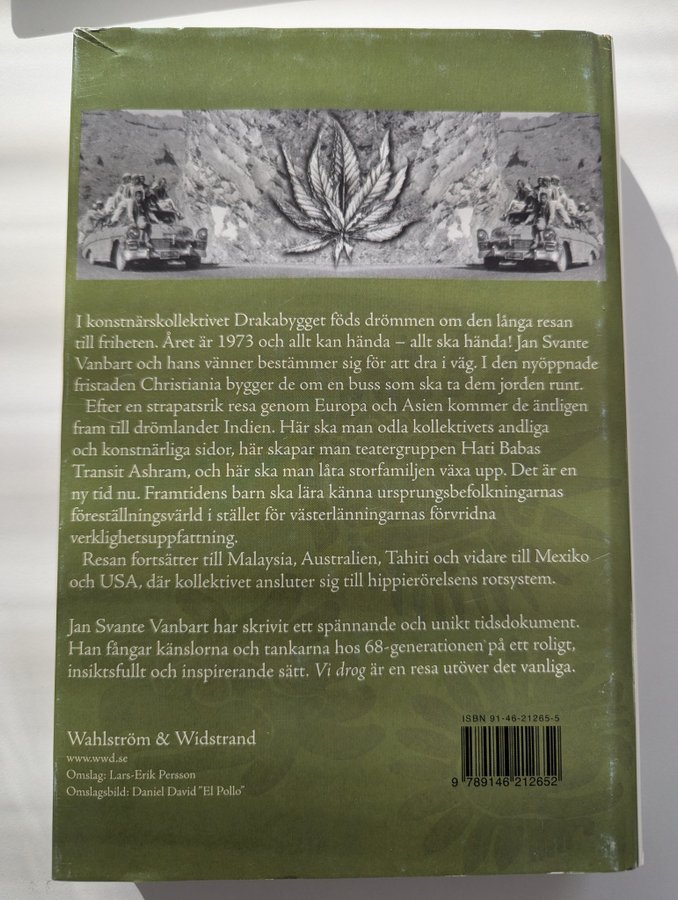 I konstnärskollektivet Drakabygget föds drömmen om den långa resan
till friheten. Året är 1973 och allt kan hända – allt ska hända! Jan Svante
Vanbart och hans vänner bestämmer sig för att dra i väg. I den nyöppnade
fristaden Christiania bygger de om en buss som ska ta dem jorden runt.
Efter en strapatsrik resa genom Europa och Asien kommer de äntligen
fram till drömlandet Indien. Här ska man odla kollektivets andliga
och konstnärliga sidor, här skapar man teatergruppen Hati Babas
Transit Ashram, och här ska man låta storfamiljen växa upp. Det är en
ny tid nu. Framtidens barn ska lära känna ursprungsbefolkningarnas
föreställningsvärld i stället för västerlänningarnas förvridna
verklighetsuppfattning.
Resan fortsätter till Malaysia, Australien, Tahiti och vidare till Mexiko
och USA, där kollektivet ansluter sig till hippierörelsens rotsystem.
Jan Svante Vanbart har skrivit ett spännande och unikt tidsdokument.
Han fångar känslorna och tankarna hos 68-generationen på ett roligt,
insiktsfullt och inspirerande sätt. Vi drog är en resa utöver det vanliga.
Wahlström & Widstrand
www.wwd.se
Omslag: Lars-Erik Persson
Omslagsbild: Daniel David "El Pollo"
ISBN 91-46-21265-5
9 789146 212652